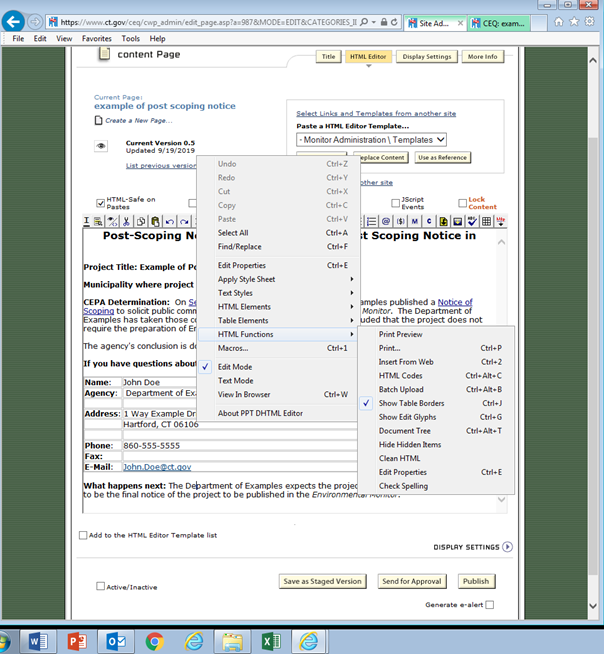 https://www.ct.gov/ceq/cwp_admin/edit_page.asp?a=987&MODE=EDIT&CATEGORIES_II
Site Ad...
CEQ: exam...
File Edit View Favorites Tools Help
content Page
Title
HTML Editor
Display Settings
More Info
Current Page:
example of post scoping notice
Create a New Page...
Current Version 0.5
Updated 9/19/2019
List previous version
Select Links and Templates from another site
Paste a HTML Editor Template...
- Monitor Administration \ Templates
eplace Content
Use as Reference
other site
HTML-Safe on Pastes
JScript Events
Lock Content
Post-Scoping No
st Scoping Notice in
Project Title: Example of Po
Municipality where project
CEPA Determination: On Se
amples published a Notice of
Scoping to solicit public comm
Monitor. The Department of
Examples has taken those co
uded that the project does not
require the preparation of En
The agency's conclusion is do
If you have questions about
Name: John Doe
Agency: Department of Exa
Address: 1 Way Example Dr
Hartford, CT 06106
Phone: 860-555-5555
Fax:
E-Mail: John.Doe@ct.gov
What happens next: The Department of Examples expects the proje
to be the final notice of the project to be published in the Environmental Monitor.
Undo Ctrl+Z
Redo Ctrl+Y
Cut Ctrl+X
Copy Ctrl+C
Paste Ctrl+V
Select All Ctrl+A
Find/Replace Ctrl+F
Edit Properties Ctrl+E
Apply Style Sheet
Text Styles
HTML Elements
Table Elements
HTML Functions
Macros... Ctrl+1
Edit Mode
Text Mode
View In Browser Ctrl+W
About PPT DHTML Editor
Print Preview
Print... Ctrl+P
Insert From Web Ctrl+2
HTML Codes Ctrl+Alt+C
Batch Upload Ctrl+Alt+B
Show Table Borders Ctrl+J
Show Edit Glyphs Ctrl+G
Document Tree Ctrl+Alt+T
Hide Hidden Items
Clean HTML
Edit Properties Ctrl+E
Check Spelling
Add to the HTML Editor Template list
DISPLAY SETTINGS
Active/Inactive
Save as Staged Version
Send for Approval
Publish
Generate e-alert